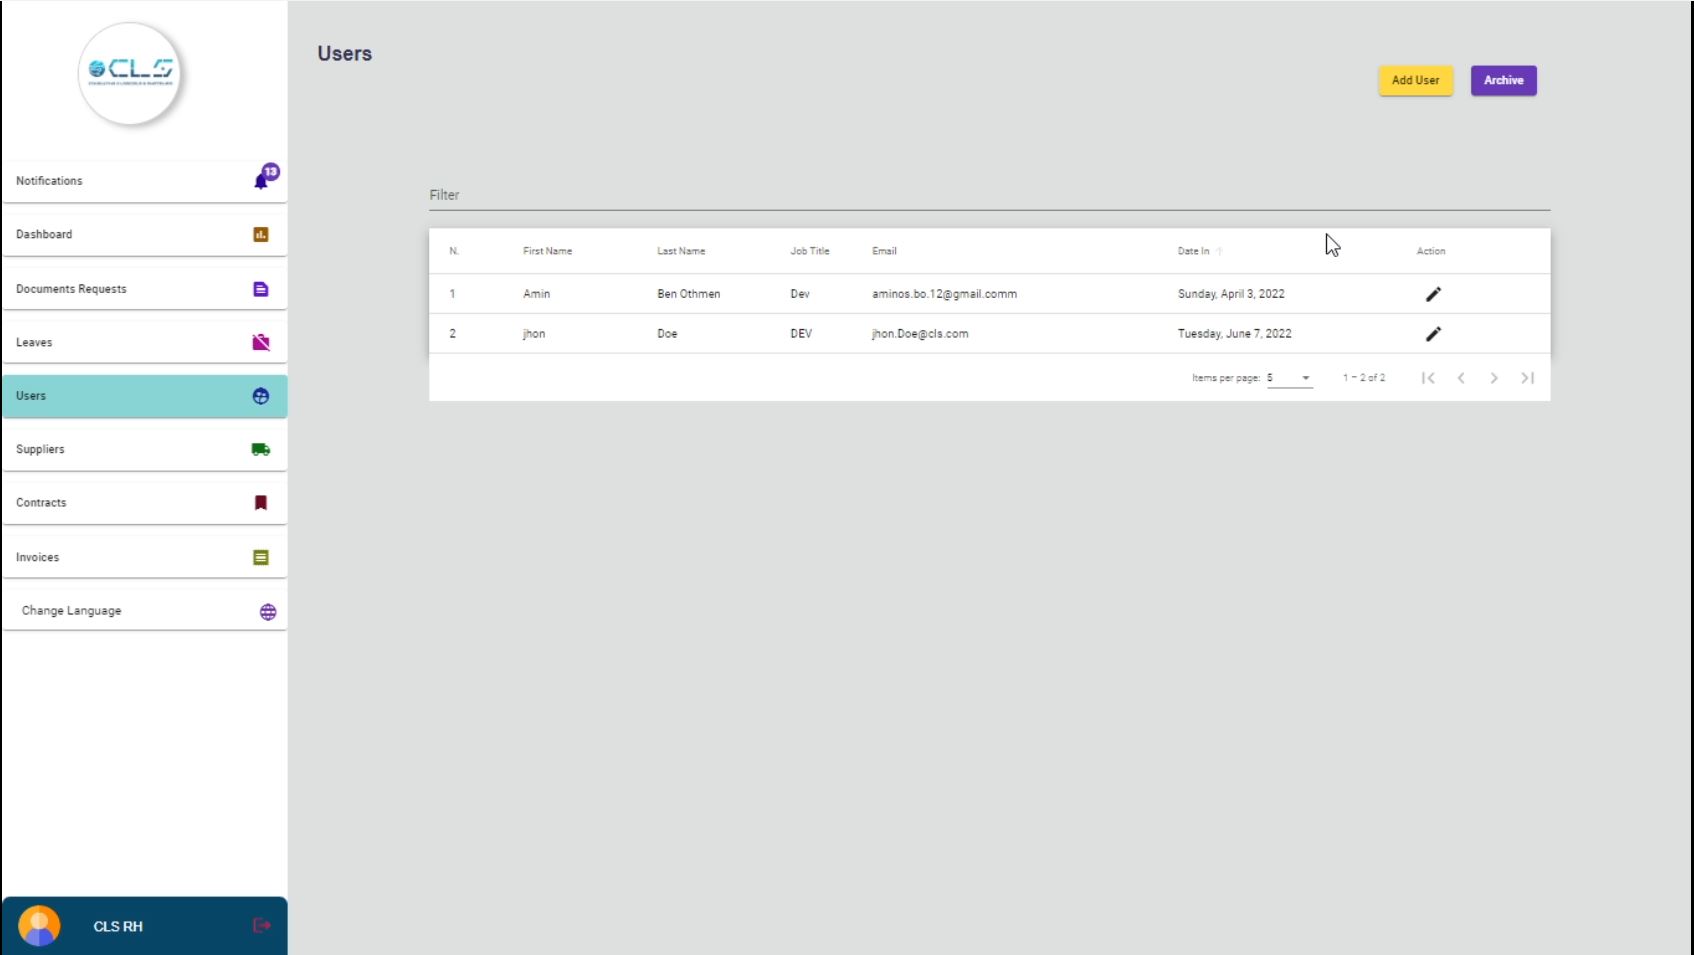 CLS
Users
Add User
Archive
Notifications
13
Dashboard
Documents Requests
Leaves
Users
Suppliers
Contracts
Invoices
Change Language
Filter
N. First Name Last Name Job Title Email Date In Action
1 Amin Ben Othmen Dev aminos.bo.12@gmail.comm Sunday, April 3, 2022
2 jhon Doe DEV jhon.Doe@cls.com Tuesday, June 7, 2022
Items per page: 5 1 – 2 of 2
CLS RH